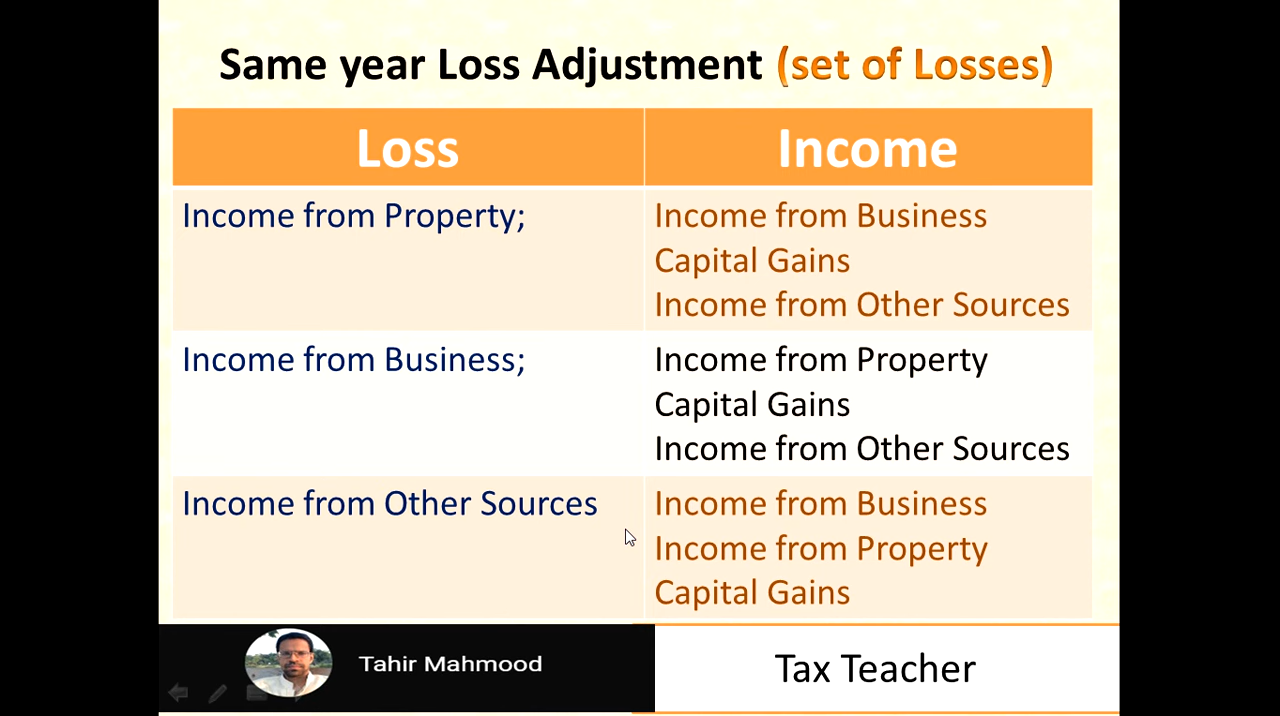 Same year Loss Adjustment (set of Losses)
Loss
Income
Income from Property;
Income from Business
Capital Gains
Income from Other Sources
Income from Business;
Income from Property
Capital Gains
Income from Other Sources
Income from Other Sources
Income from Business
Income from Property
Capital Gains
Tahir Mahmood
Tax Teacher